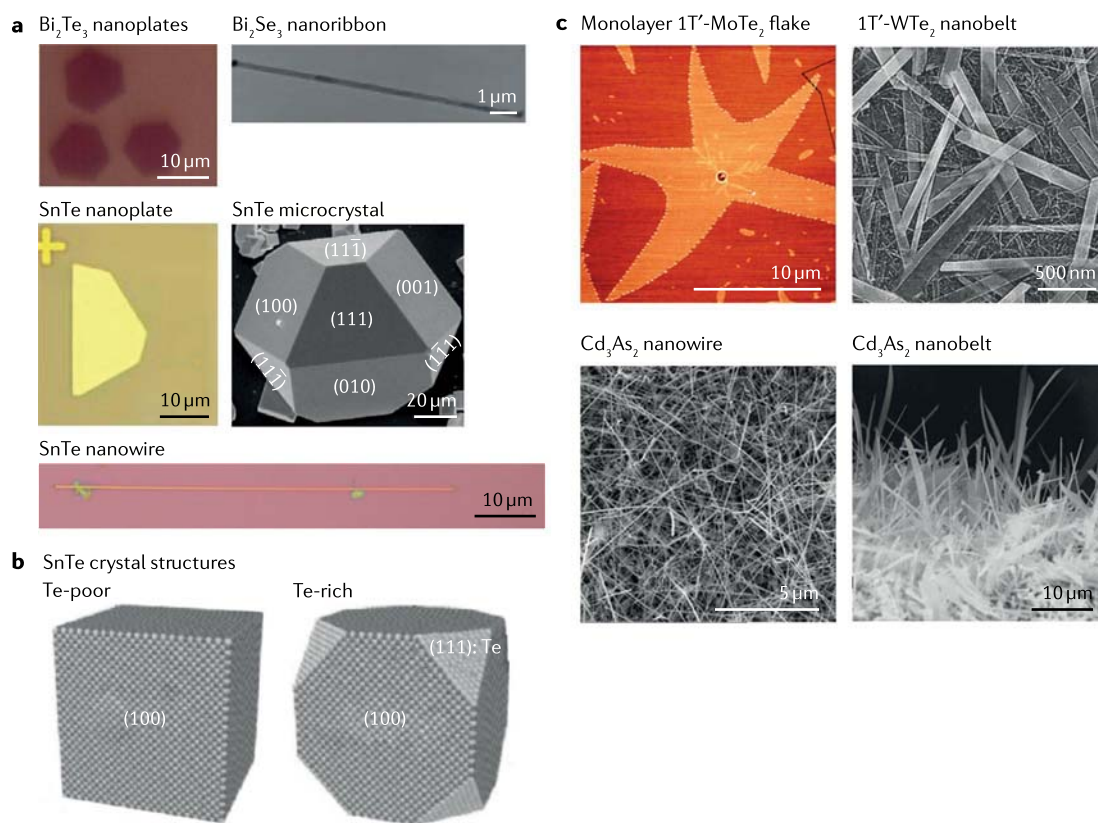 a Bi₂Te₃ nanoplates
Bi₂Se₃ nanoribbon
10 µm
1 µm
SnTe nanoplate
SnTe microcrystal
10 µm
(111̅)
(100)
(001)
(111)
(11̅1̅)
(1̅11)
(010)
20 µm
SnTe nanowire
10 µm
b SnTe crystal structures
Te-poor
Te-rich
(100)
(111): Te
(100)
c Monolayer 1T′-MoTe₂ flake
1T′-WTe₂ nanobelt
10 µm
500 nm
Cd₃As₂ nanowire
Cd₃As₂ nanobelt
5 µm
10 µm